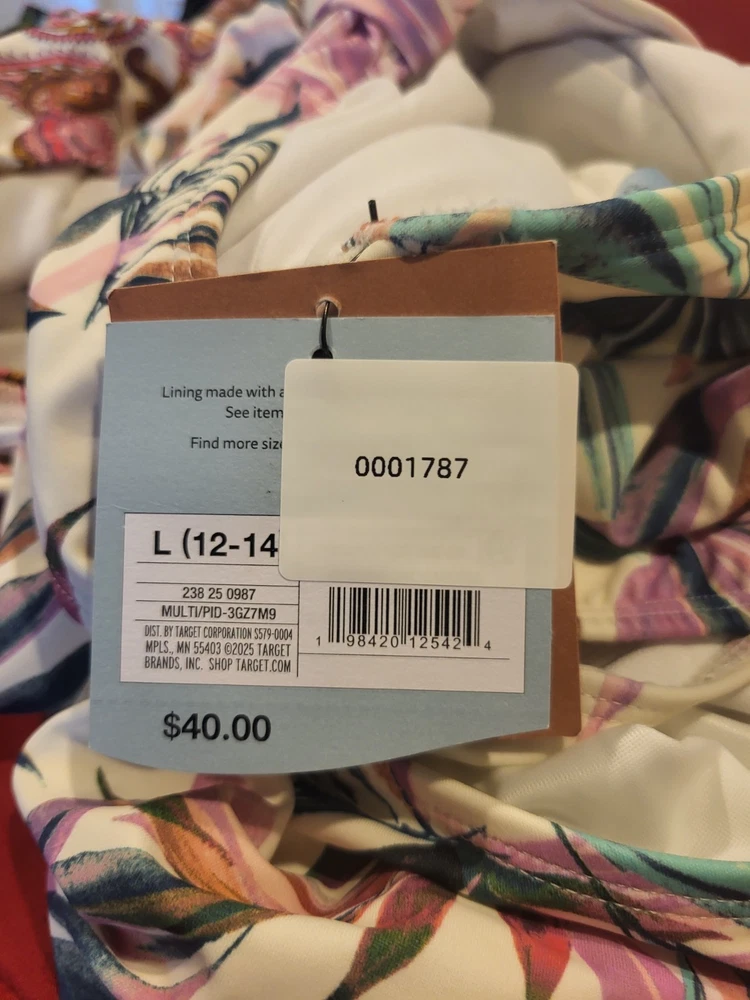 Lining made with
See item
Find more
0001787
L (12-14
238 25 0987
MULTI/PID-3GZ7M9
DIST. BY TARGET CORPORATION S579-0004
MPLS., MN 55403 ©2025 TARGET
BRANDS, INC. SHOP TARGET.COM
1 98420 12542 4
$40.00